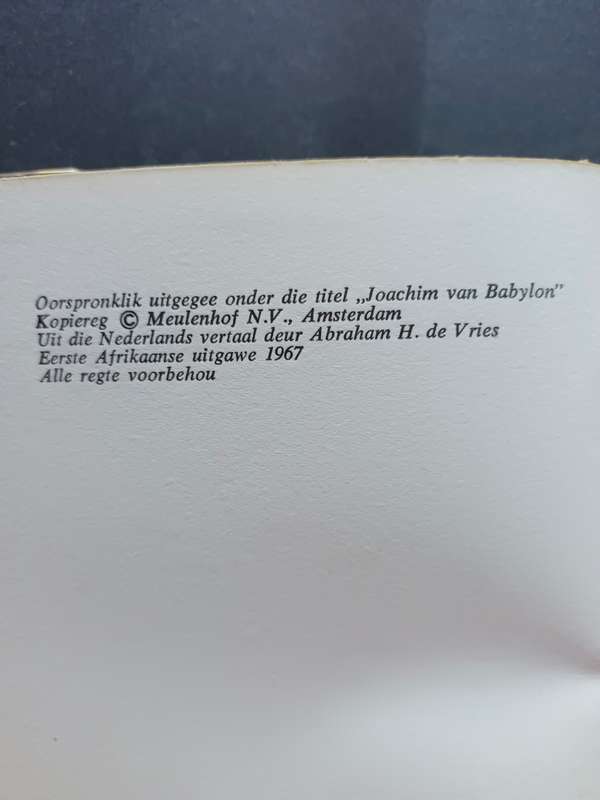 Oorspronklik uitgegee onder die titel „Joachim van Babylon”
Kopiereg © Meulenhof N.V., Amsterdam
Uit die Nederlands vertaal deur Abraham H. de Vries
Eerste Afrikaanse uitgawe 1967
Alle regte voorbehou